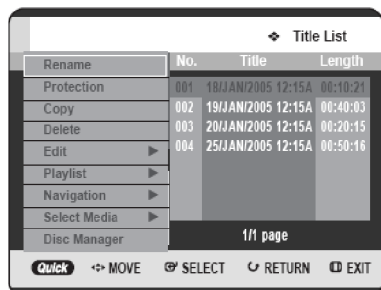 ❖ Title List
No. Title Length
001 18/JAN/2005 12:15A 00:10:21
002 19/JAN/2005 12:15A 00:40:03
003 20/JAN/2005 12:15A 00:20:15
004 25/JAN/2005 12:15A 00:50:16
Rename
Protection
Copy
Delete
Edit ▶
Playlist ▶
Navigation ▶
Select Media ▶
Disc Manager
1/1 page
Quick MOVE SELECT RETURN EXIT